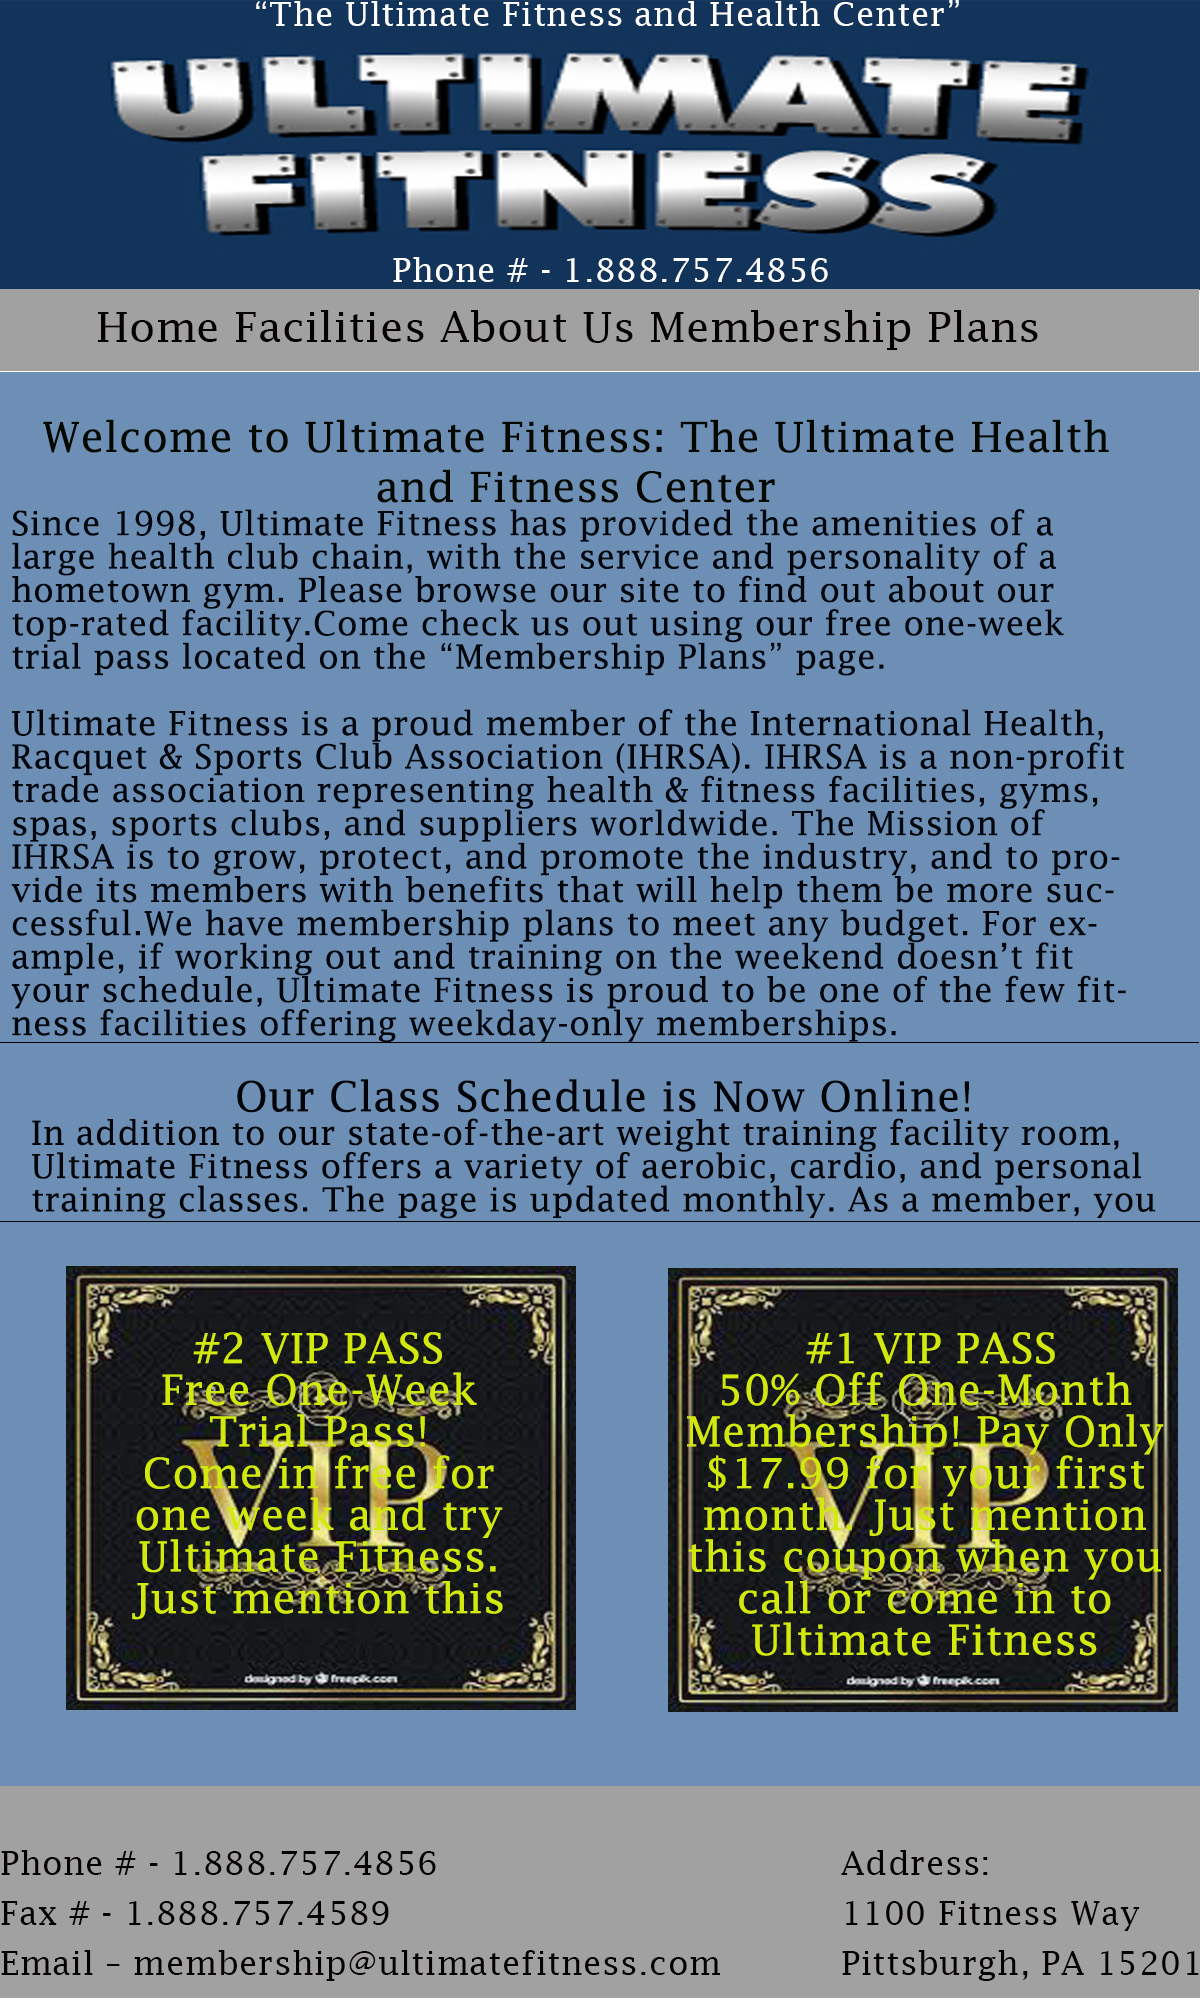 “The Ultimate Fitness and Health Center”
ULTIMATE
FITNESS
Phone # - 1.888.757.4856
Home Facilities About Us Membership Plans
Welcome to Ultimate Fitness: The Ultimate Health
and Fitness Center
Since 1998, Ultimate Fitness has provided the amenities of a
large health club chain, with the service and personality of a
hometown gym. Please browse our site to find out about our
top-rated facility.Come check us out using our free one-week
trial pass located on the “Membership Plans” page.
Ultimate Fitness is a proud member of the International Health,
Racquet & Sports Club Association (IHRSA). IHRSA is a non-profit
trade association representing health & fitness facilities, gyms,
spas, sports clubs, and suppliers worldwide. The Mission of
IHRSA is to grow, protect, and promote the industry, and to pro-
vide its members with benefits that will help them be more suc-
cessful.We have membership plans to meet any budget. For ex-
ample, if working out and training on the weekend doesn’t fit
your schedule, Ultimate Fitness is proud to be one of the few fit-
ness facilities offering weekday-only memberships.
Our Class Schedule is Now Online!
In addition to our state-of-the-art weight training facility room,
Ultimate Fitness offers a variety of aerobic, cardio, and personal
training classes. The page is updated monthly. As a member, you
#2 VIP PASS
Free One-Week
Trial Pass!
Come in free for
one week and try
Ultimate Fitness.
Just mention this
VIP
designed by freepik.com
#1 VIP PASS
50% Off One-Month
Membership! Pay Only
$17.99 for your first
month. Just mention
this coupon when you
call or come in to
Ultimate Fitness
VIP
designed by freepik.com
Phone # - 1.888.757.4856
Fax # - 1.888.757.4589
Email – membership@ultimatefitness.com
Address:
1100 Fitness Way
Pittsburgh, PA 15201